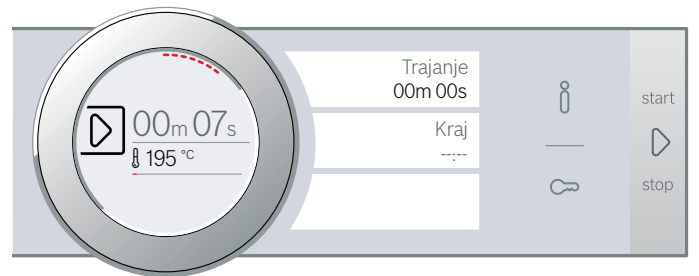 00m 07s
195 °C
Trajanje
00m 00s
Kraj
--:--
start
stop